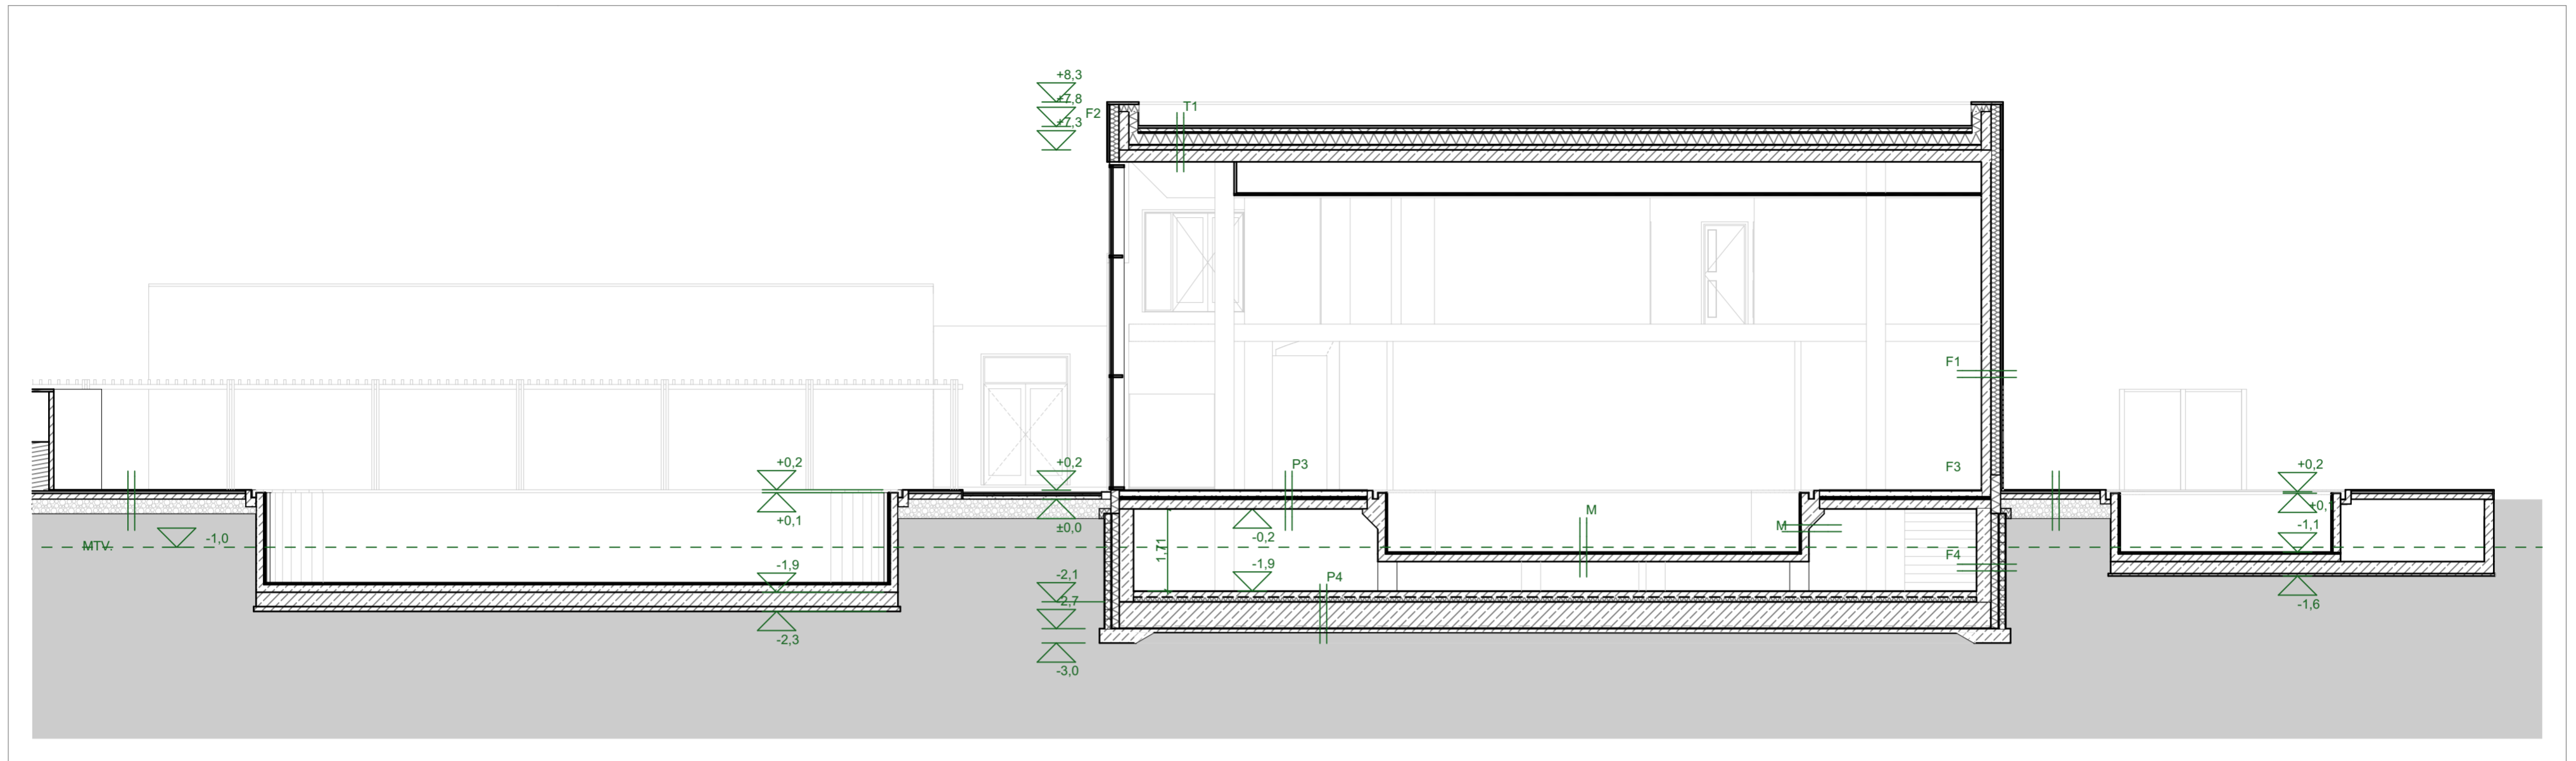 +8,3
+7,8
F2
T1
+7,3
F1
+0,2
+0,2
P3
F3
+0,2
+0,1
±0,0
M
M
+0,
MTV.
-1,0
-0,2
-1,1
1,71
F4
-1,9
-2,1
-1,9
P4
-2,7
-1,6
-2,3
-3,0